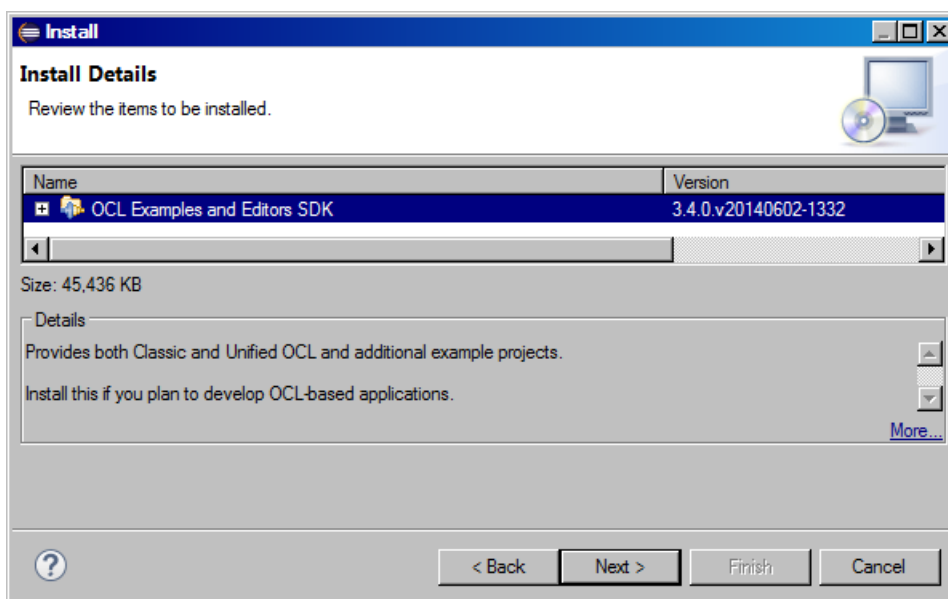 Install
Install Details
Review the items to be installed.
Name Version
OCL Examples and Editors SDK 3.4.0.v20140602-1332
Size: 45,436 KB
Details
Provides both Classic and Unified OCL and additional example projects.
Install this if you plan to develop OCL-based applications.
More...
? < Back Next > Finish Cancel